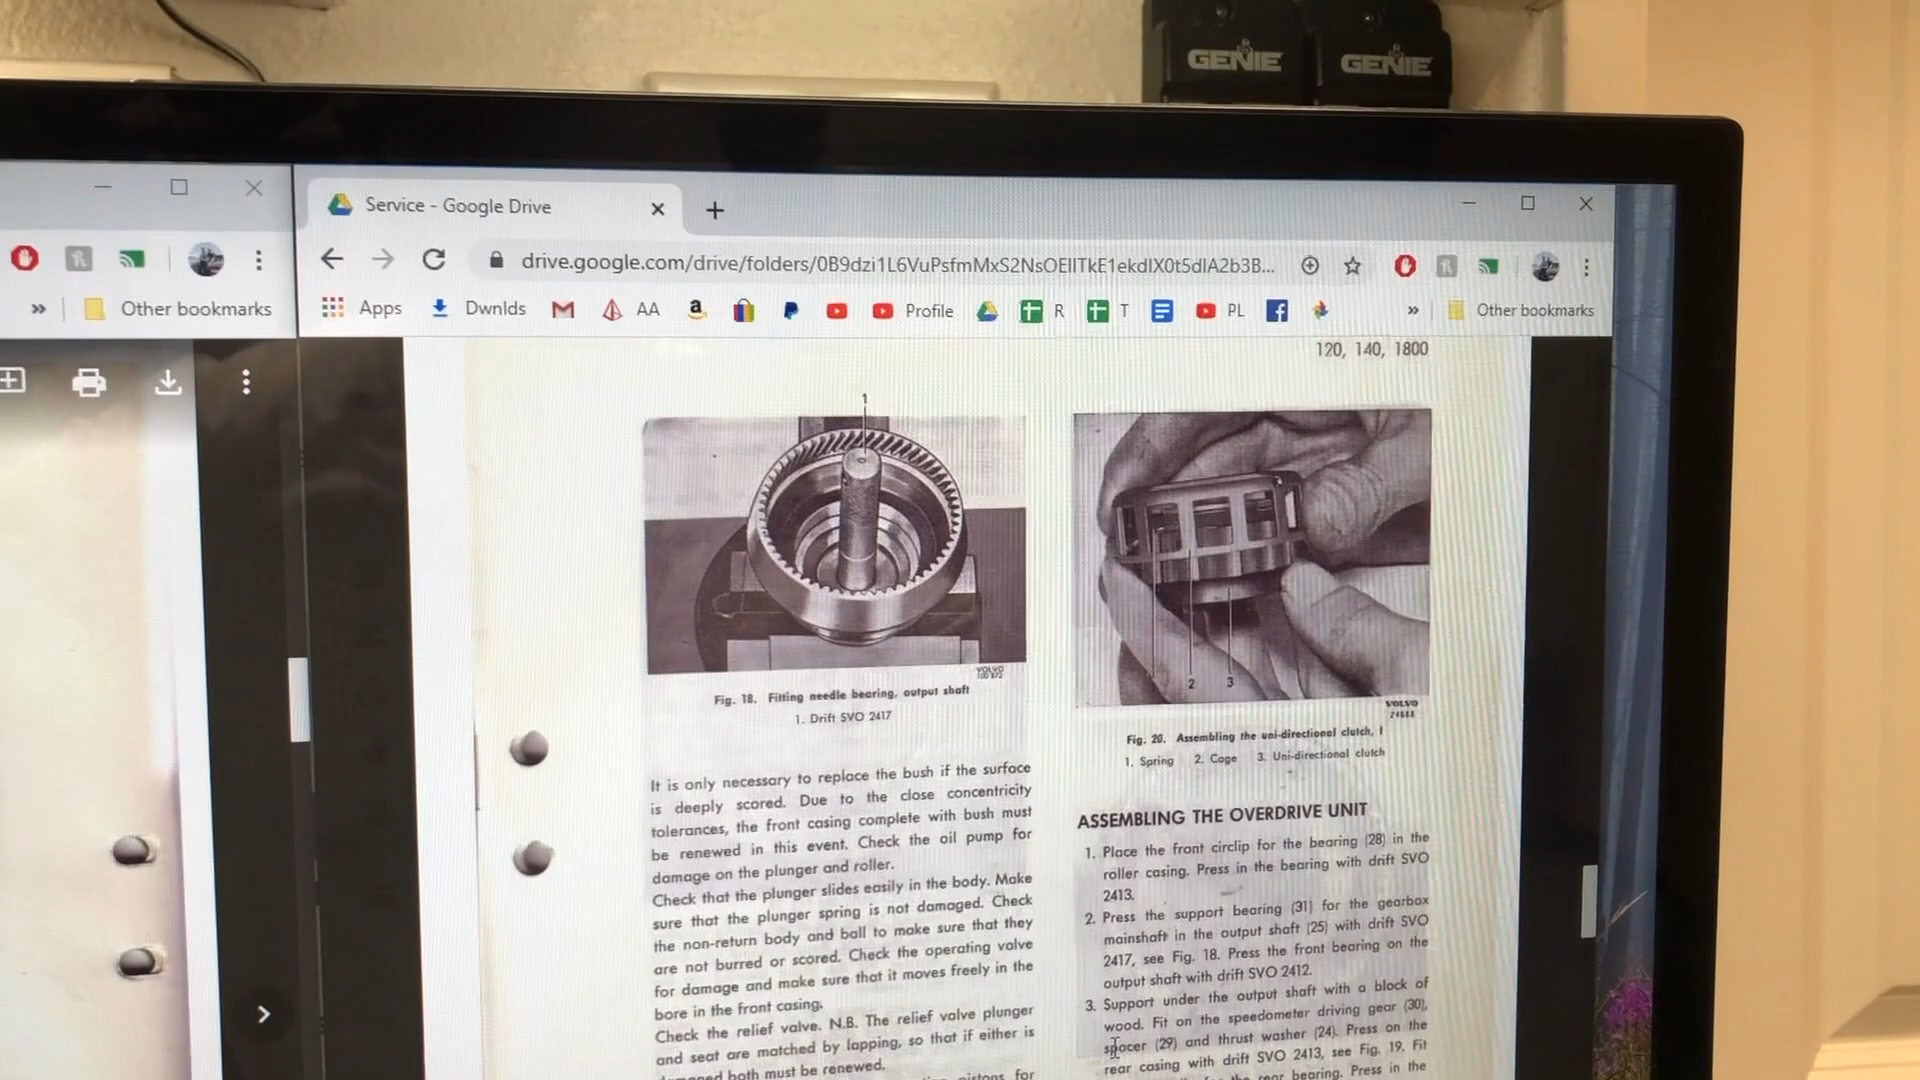 GENIE
GENIE
Service - Google Drive
drive.google.com/drive/folders/0B9dzi1L6VuPsfmMxS2NsOEllTkE1ekdIX0t5dlA2b3B...
Other bookmarks
Apps
Dwnlds
AA
Profile
R
T
PL
Other bookmarks
120, 140, 1800
1
VOLVO
Fig. 18. Fitting needle bearing, output shaft
1. Drift SVO 2417
It is only necessary to replace the bush if the surface
is deeply scored. Due to the close concentricity
tolerances, the front casing complete with bush must
be renewed in this event. Check the oil pump for
damage on the plunger and roller.
Check that the plunger slides easily in the body. Make
sure that the plunger spring is not damaged. Check
the non-return body and ball to make sure that they
are not burred or scored. Check the operating valve
for damage and make sure that it moves freely in the
bore in the front casing.
Check the relief valve. N.B. The relief valve plunger
and seat are matched by lapping, so that if either is
both must be renewed.
pistons for
2 3
VOLVO
Fig. 20. Assembling the uni-directional clutch, I
1. Spring 2. Cage 3. Uni-directional clutch
ASSEMBLING THE OVERDRIVE UNIT
1. Place the front circlip for the bearing (28) in the
roller casing. Press in the bearing with drift SVO
2413.
2. Press the support bearing (31) for the gearbox
mainshaft in the output shaft (25) with drift SVO
2417, see Fig. 18. Press the front bearing on the
output shaft with drift SVO 2412.
3. Support under the output shaft with a block of
wood. Fit on the speedometer driving gear (30),
spacer (29) and thrust washer (24). Press on the
rear casing with drift SVO 2413, see Fig. 19. Fit
rear bearing. Press in the